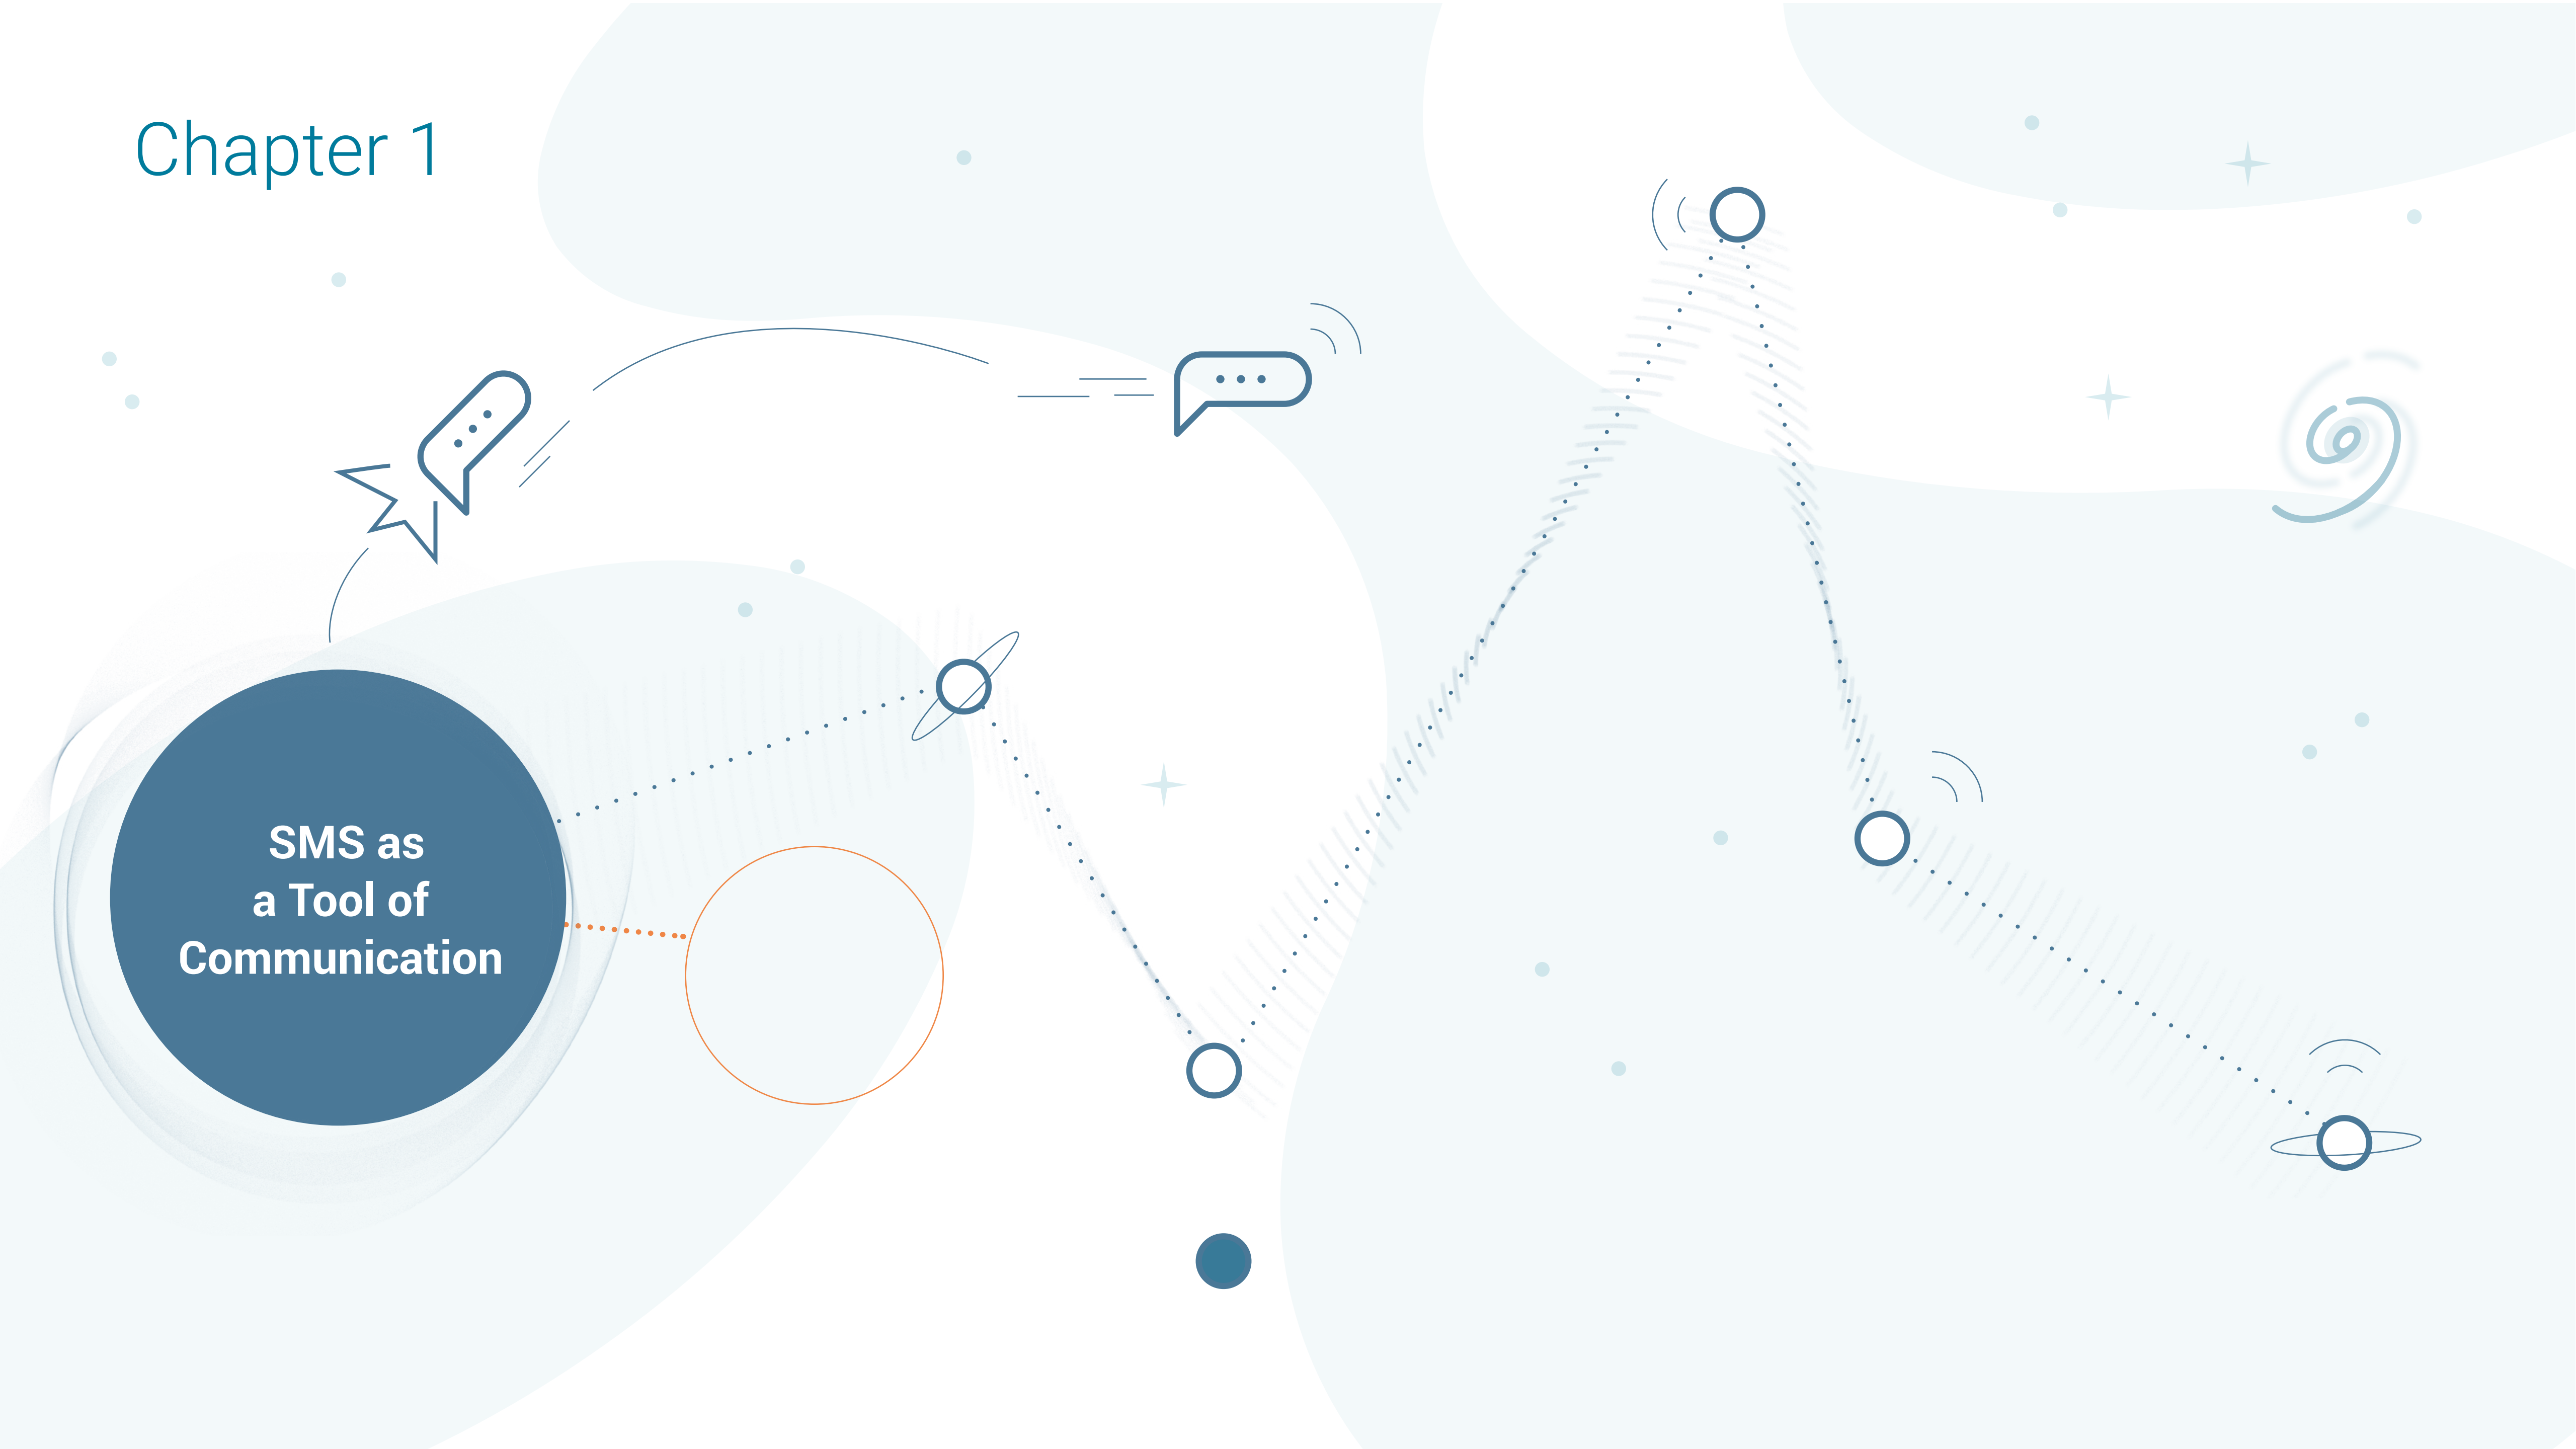 Chapter 1
SMS as
a Tool of
Communication